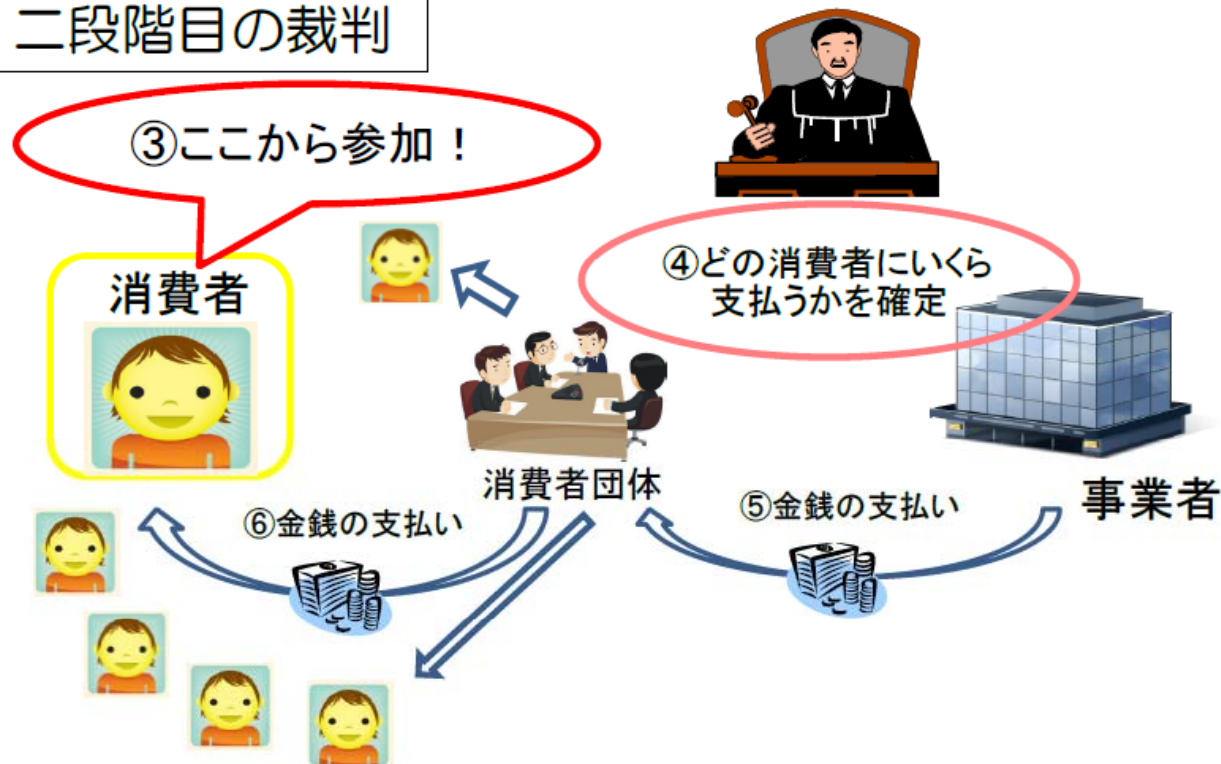 二段階目の裁判
③ここから参加！
④どの消費者にいくら
支払うかを確定
消費者
消費者団体
事業者
⑥金銭の支払い
⑤金銭の支払い